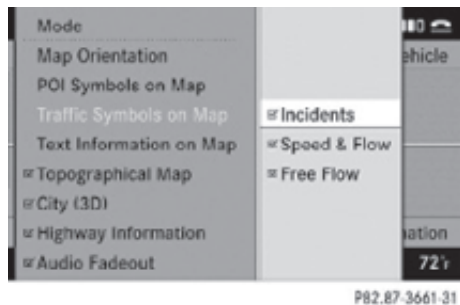 Mode
Map Orientation
POI Symbols on Map
Traffic Symbols on Map
Text Information on Map
Topographical Map
City (3D)
Highway Information
Audio Fadeout
Incidents
Speed & Flow
Free Flow
ehicle
ation
72°F
P82.87-3661-31